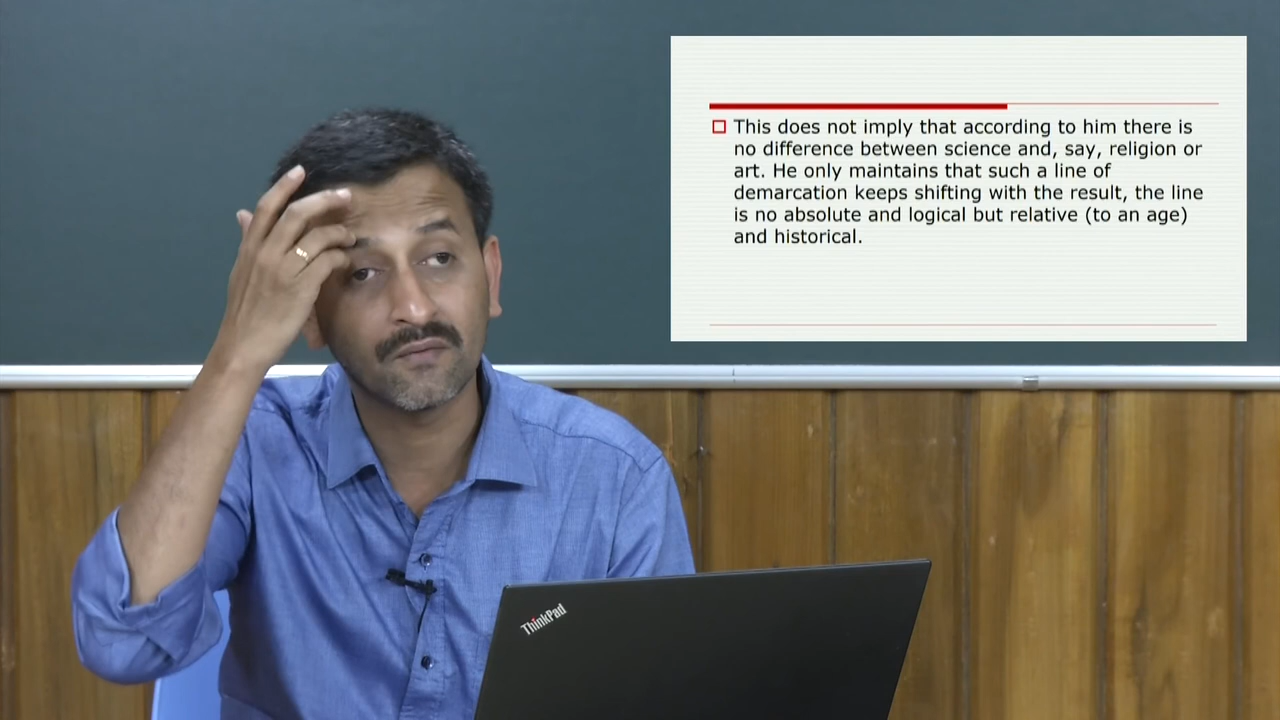 This does not imply that according to him there is
no difference between science and, say, religion or
art. He only maintains that such a line of
demarcation keeps shifting with the result, the line
is no absolute and logical but relative (to an age)
and historical.
ThinkPad